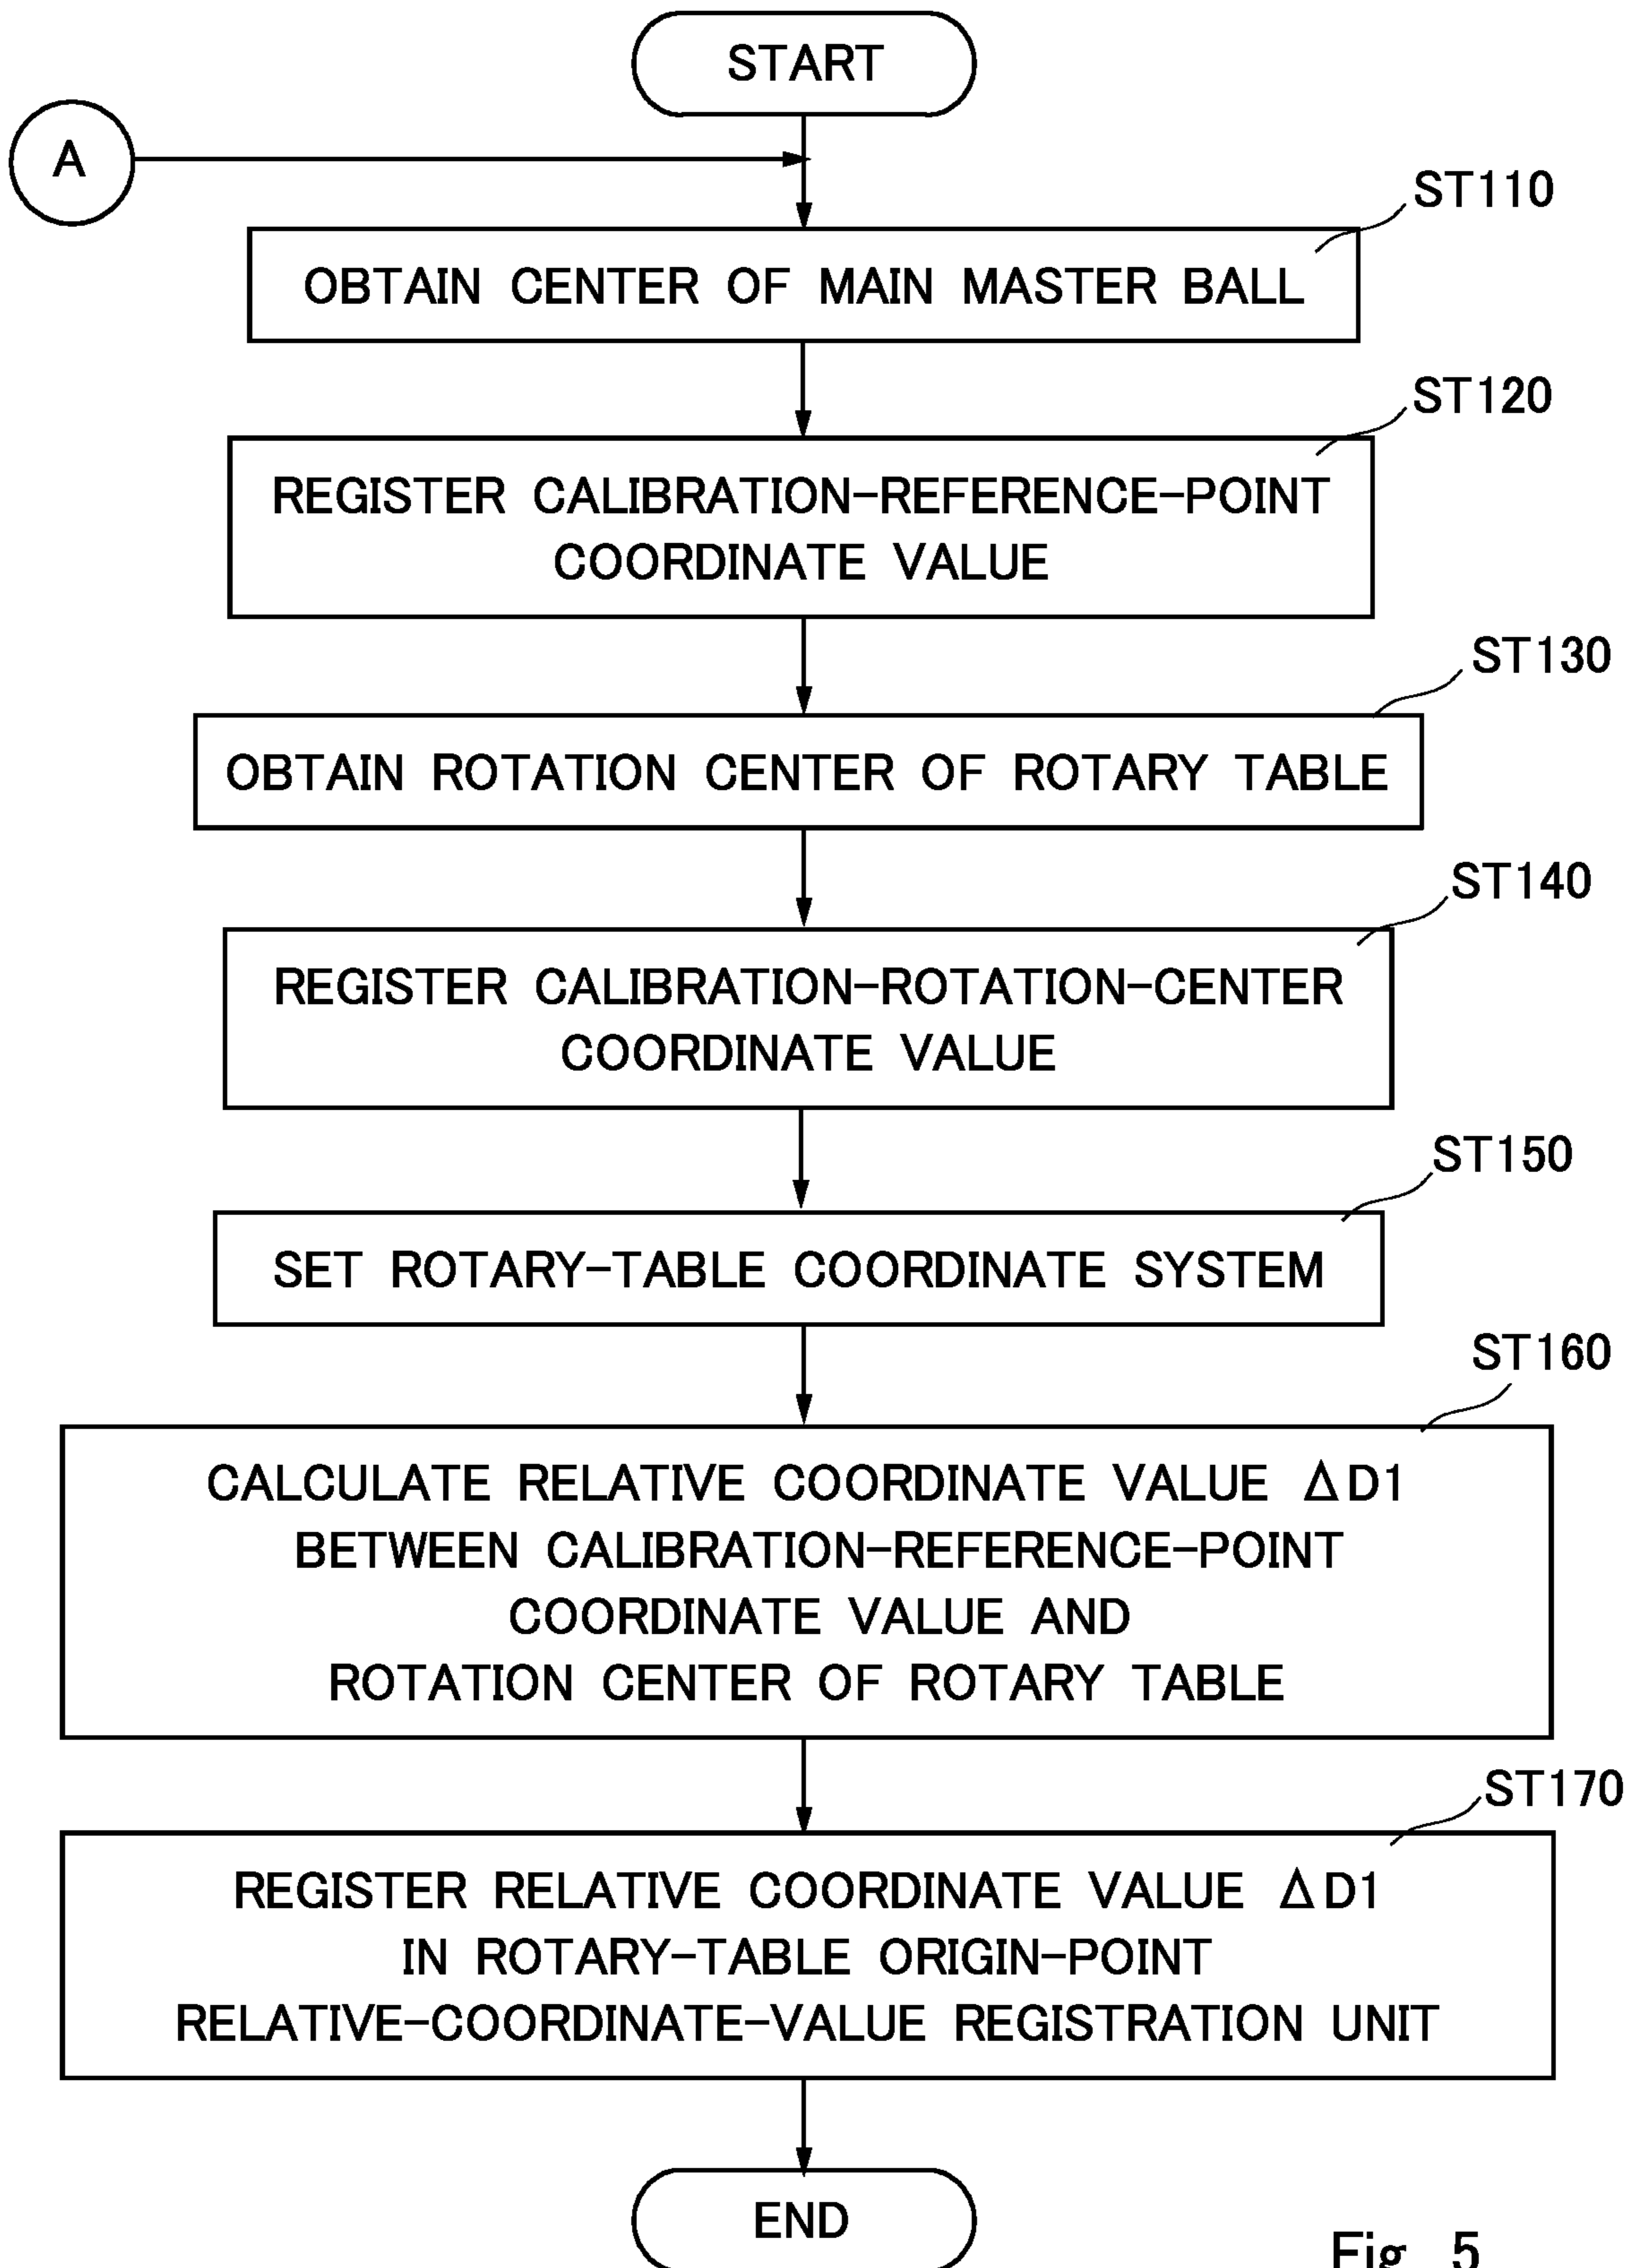 START
A
ST110
OBTAIN CENTER OF MAIN MASTER BALL
ST120
REGISTER CALIBRATION-REFERENCE-POINT
COORDINATE VALUE
ST130
OBTAIN ROTATION CENTER OF ROTARY TABLE
ST140
REGISTER CALIBRATION-ROTATION-CENTER
COORDINATE VALUE
ST150
SET ROTARY-TABLE COORDINATE SYSTEM
ST160
CALCULATE RELATIVE COORDINATE VALUE ΔD1
BETWEEN CALIBRATION-REFERENCE-POINT
COORDINATE VALUE AND
ROTATION CENTER OF ROTARY TABLE
ST170
REGISTER RELATIVE COORDINATE VALUE ΔD1
IN ROTARY-TABLE ORIGIN-POINT
RELATIVE-COORDINATE-VALUE REGISTRATION UNIT
END
Fig. 5